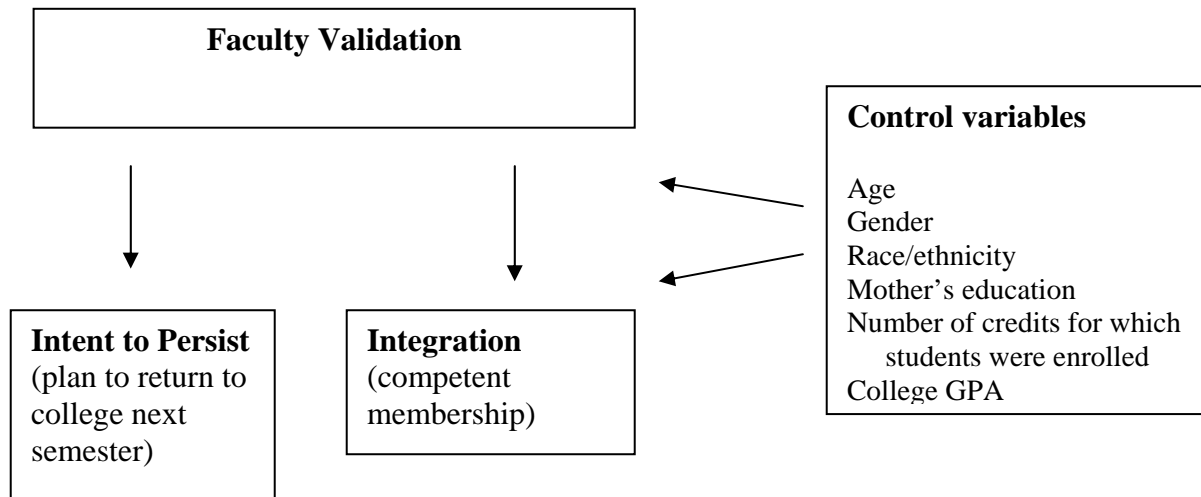 Faculty Validation
Control variables
Age
Gender
Race/ethnicity
Mother’s education
Number of credits for which
students were enrolled
College GPA
Intent to Persist
(plan to return to
college next
semester)
Integration
(competent
membership)